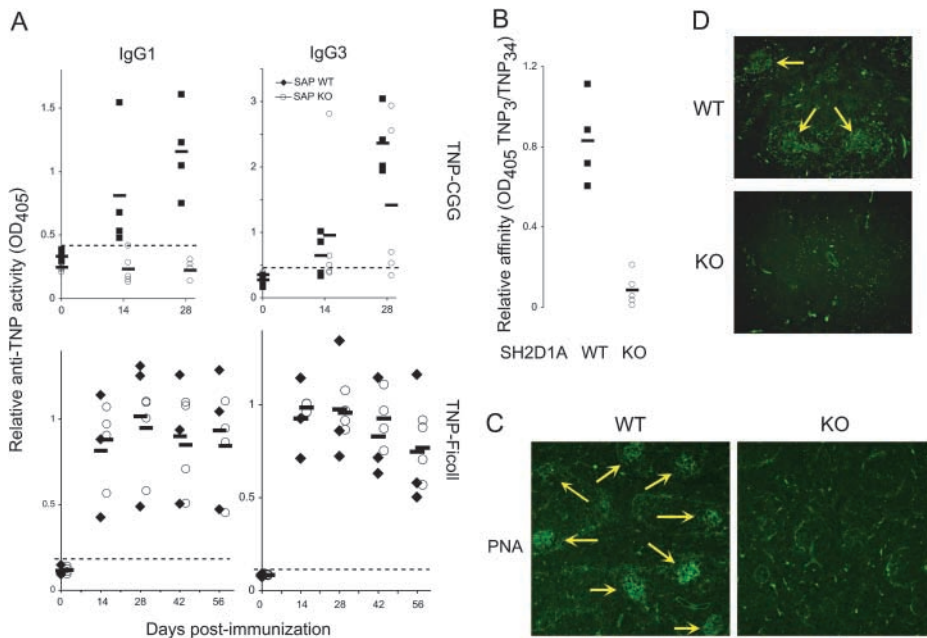 A
IgG1
IgG3
◆ SAP WT
○ SAP KO
Relative anti-TNP activity (OD405)
1.5
1
0.5
0
0
14
28
3
2
1
0
0
14
28
TNP-CGG
1
0.5
0
0
14
28
42
56
1
0.5
0
0
14
28
42
56
TNP-Ficoll
Days post-immunization
B
Relative affinity (OD405 TNP3/TNP34)
1.2
0.8
0.4
0
SH2D1A WT KO
C
WT
KO
PNA
D
WT
KO